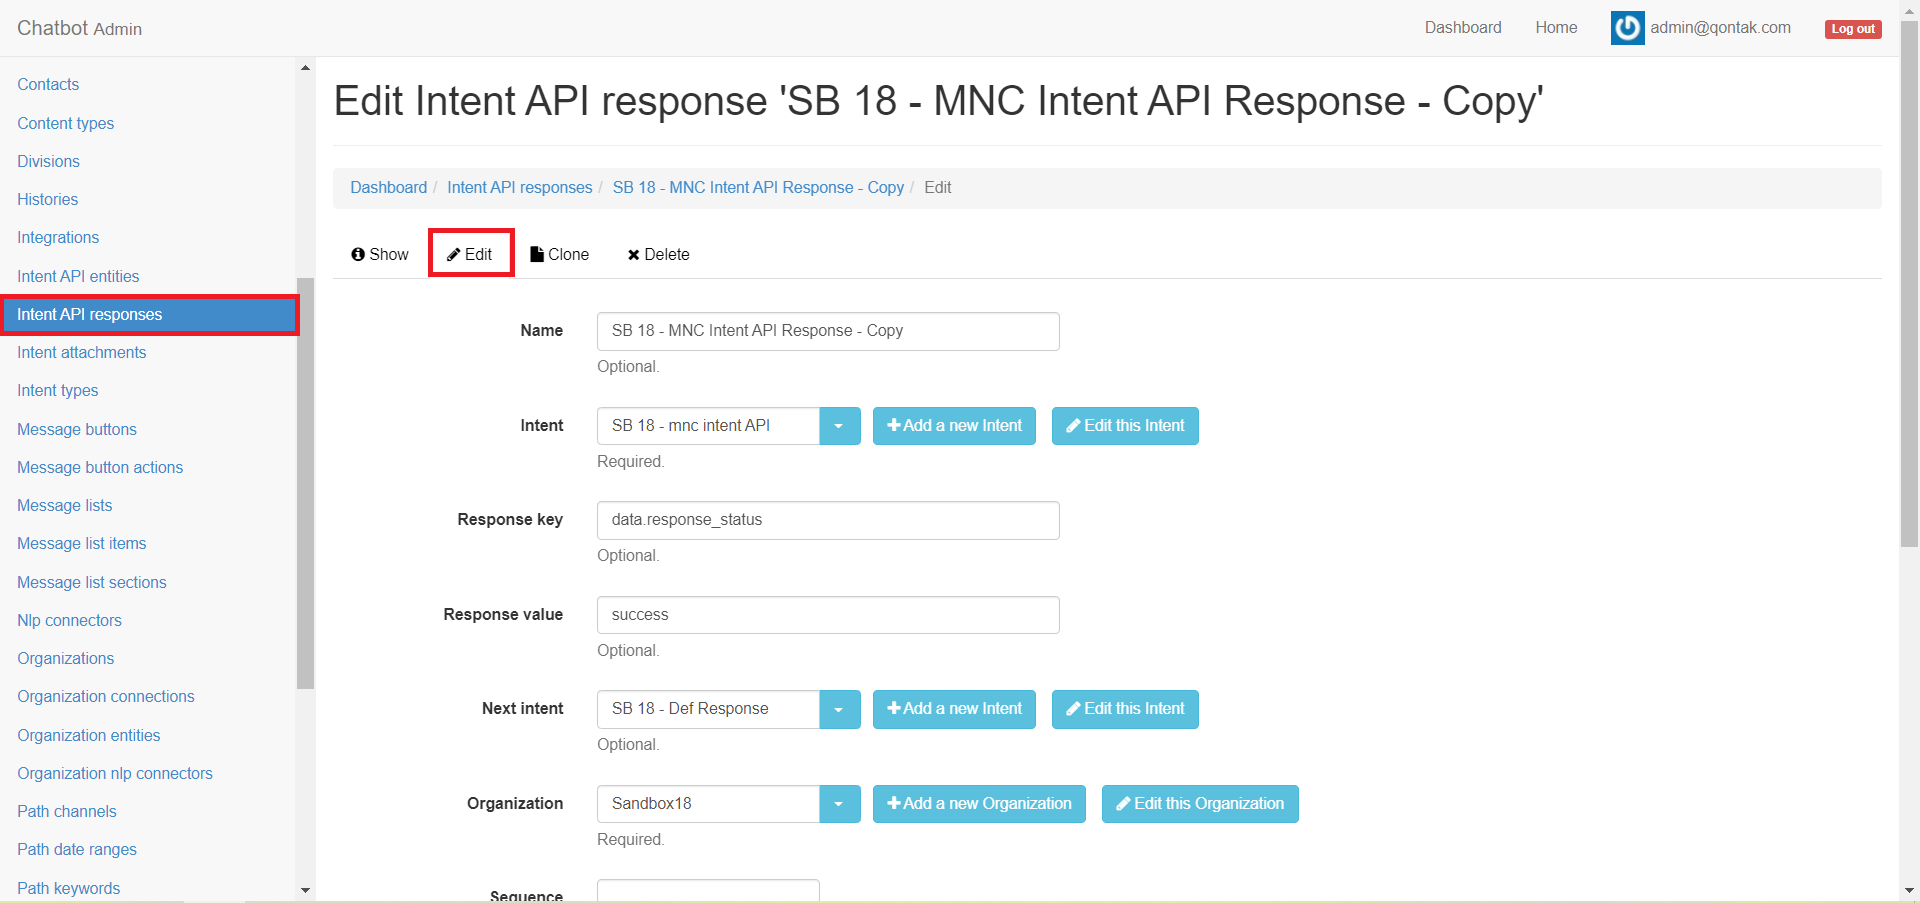 Chatbot Admin
Dashboard Home admin@qontak.com Log out
Contacts
Content types
Divisions
Histories
Integrations
Intent API entities
Intent API responses
Intent attachments
Intent types
Message buttons
Message button actions
Message lists
Message list items
Message list sections
Nlp connectors
Organizations
Organization connections
Organization entities
Organization nlp connectors
Path channels
Path date ranges
Path keywords
Edit Intent API response 'SB 18 - MNC Intent API Response - Copy'
Dashboard / Intent API responses / SB 18 - MNC Intent API Response - Copy / Edit
Show Edit Clone Delete
Name SB 18 - MNC Intent API Response - Copy
Optional.
Intent SB 18 - mnc intent API Add a new Intent Edit this Intent
Required.
Response key data.response_status
Optional.
Response value success
Optional.
Next intent SB 18 - Def Response Add a new Intent Edit this Intent
Optional.
Organization Sandbox18 Add a new Organization Edit this Organization
Required.
Sequence